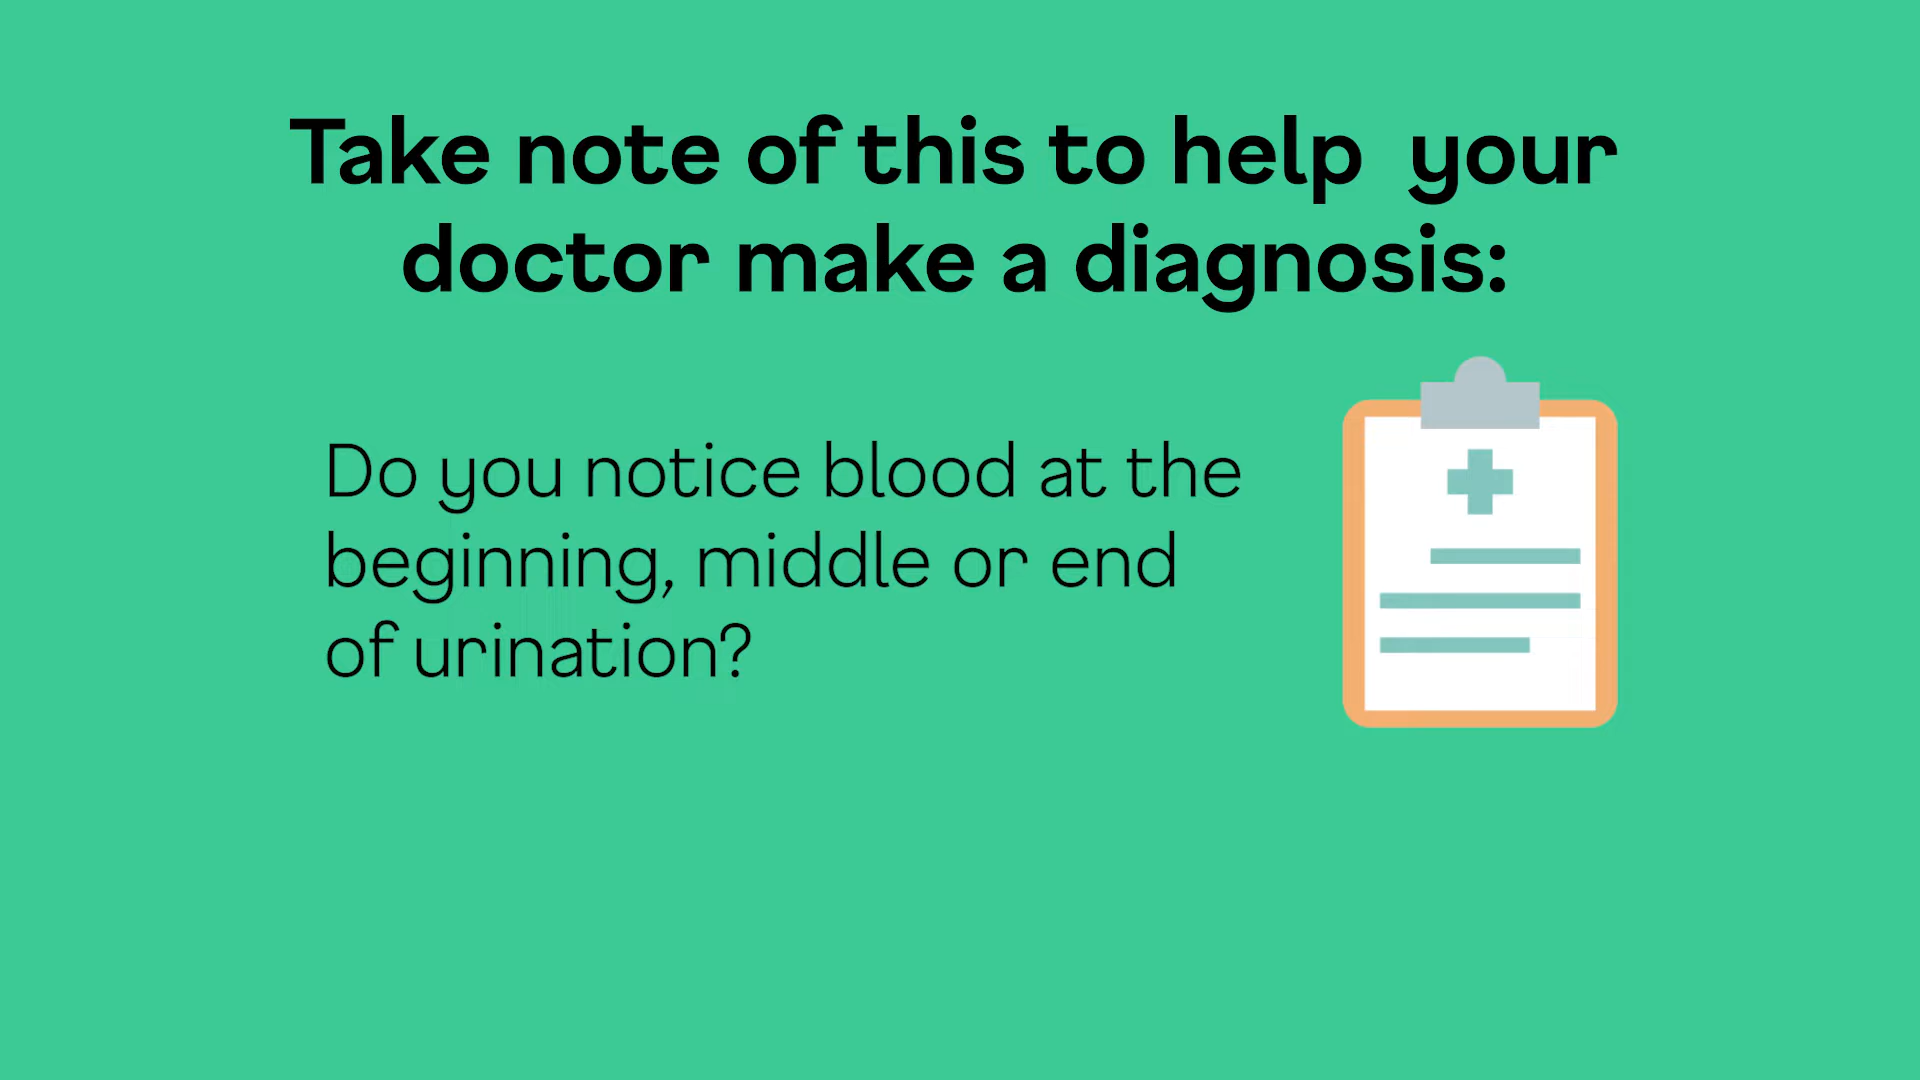 Take note of this to help  your
doctor make a diagnosis:
Do you notice blood at the
beginning, middle or end
of urination?